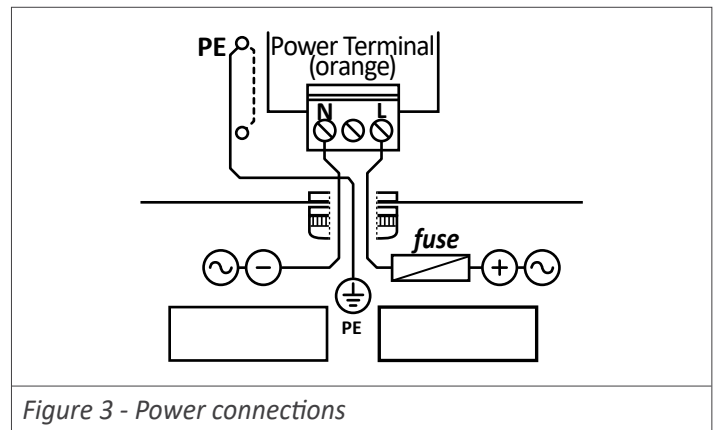 PE
Power Terminal
(orange)
N L
fuse
PE
Figure 3 - Power connections